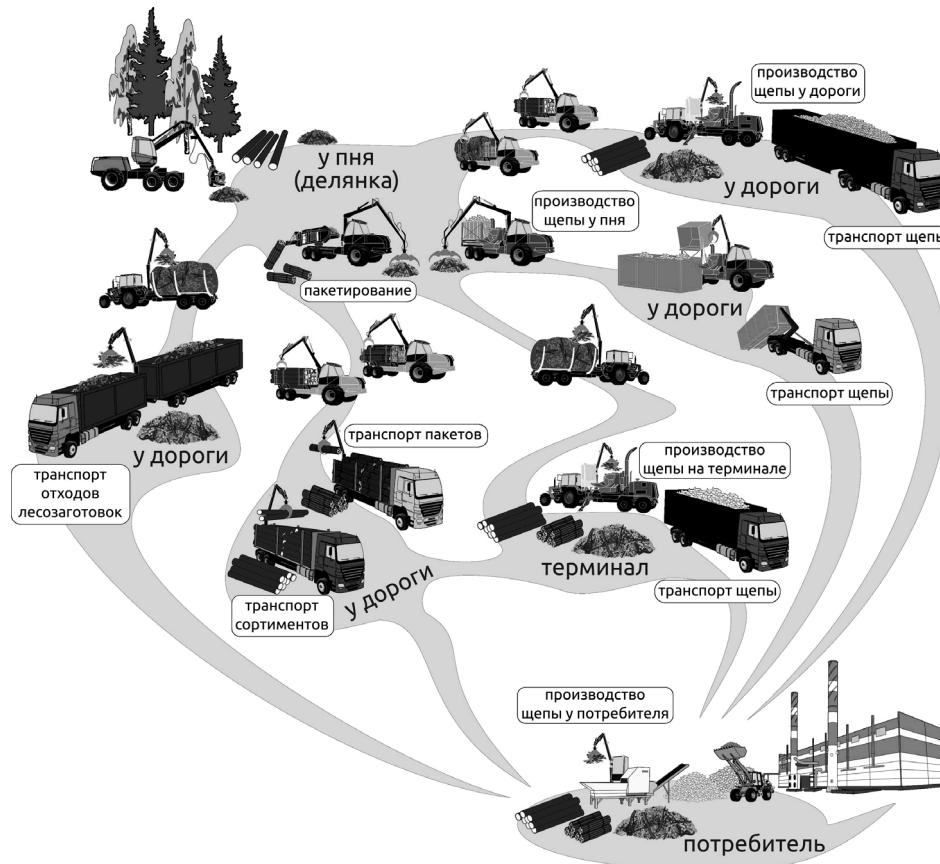 производство
щепы у дороги
у пня
(делянка)
у дороги
производство
щепы у пня
транспорт щепы
пакетирование
у дороги
транспорт щепы
транспорт пакетов
у дороги
производство
щепы на терминале
транспорт
отходов
лесозаготовок
терминал
у дороги
транспорт щепы
транспорт
сортиментов
производство
щепы у потребителя
потребитель